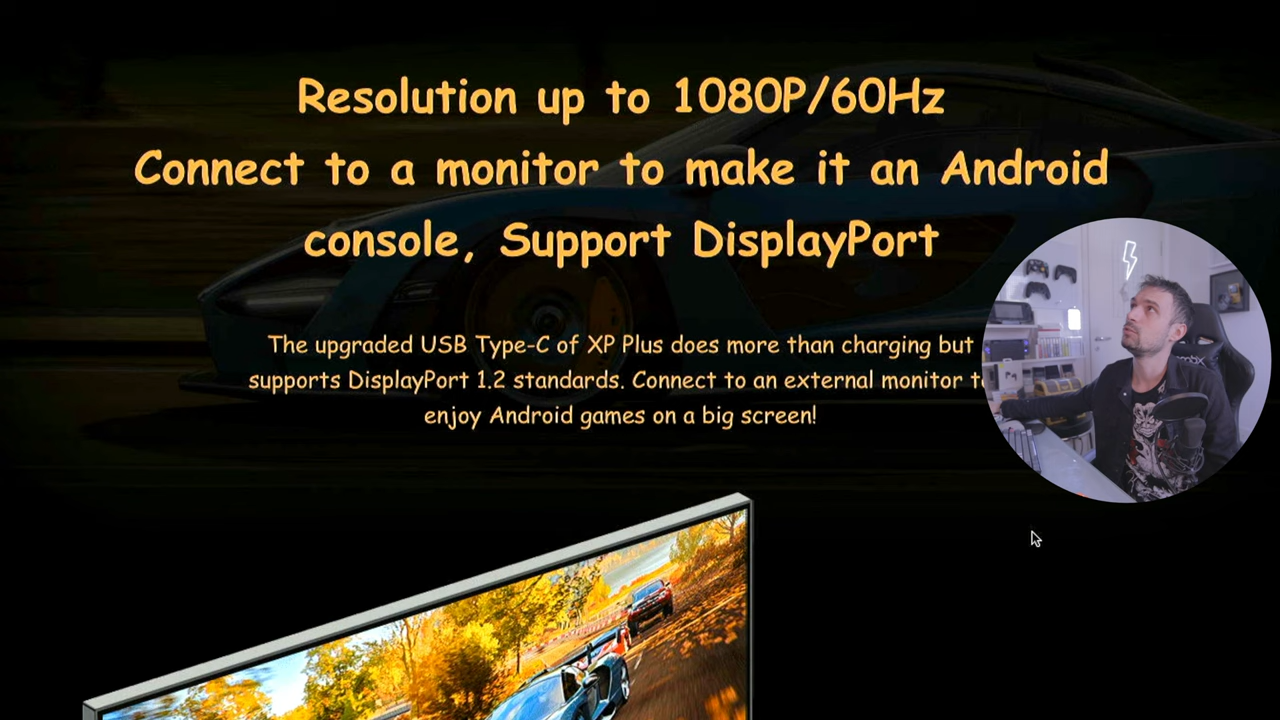 Resolution up to 1080P/60Hz
Connect to a monitor to make it an Android
console, Support DisplayPort
The upgraded USB Type-C of XP Plus does more than charging but
supports DisplayPort 1.2 standards. Connect to an external monitor
enjoy Android games on a big screen!